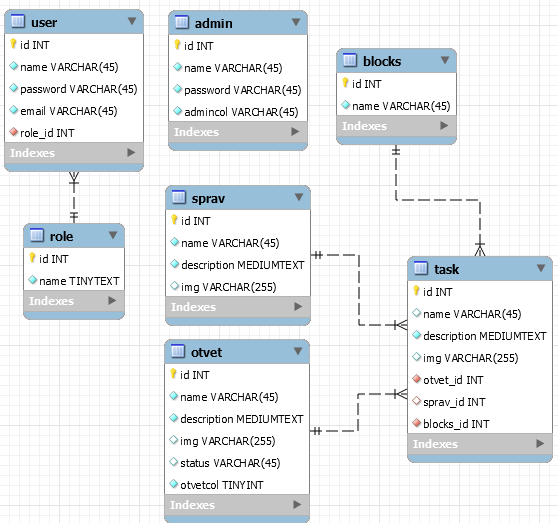 user
id INT
name VARCHAR(45)
password VARCHAR(45)
email VARCHAR(45)
role_id INT
Indexes
admin
id INT
name VARCHAR(45)
password VARCHAR(45)
admincol VARCHAR(45)
Indexes
blocks
id INT
name VARCHAR(45)
Indexes
role
id INT
name TINYTEXT
Indexes
sprav
id INT
name VARCHAR(45)
description MEDIUMTEXT
img VARCHAR(255)
Indexes
otvet
id INT
name VARCHAR(45)
description MEDIUMTEXT
img VARCHAR(255)
status VARCHAR(45)
otvetcol TINYINT
Indexes
task
id INT
name VARCHAR(45)
description MEDIUMTEXT
img VARCHAR(255)
otvet_id INT
sprav_id INT
blocks_id INT
Indexes